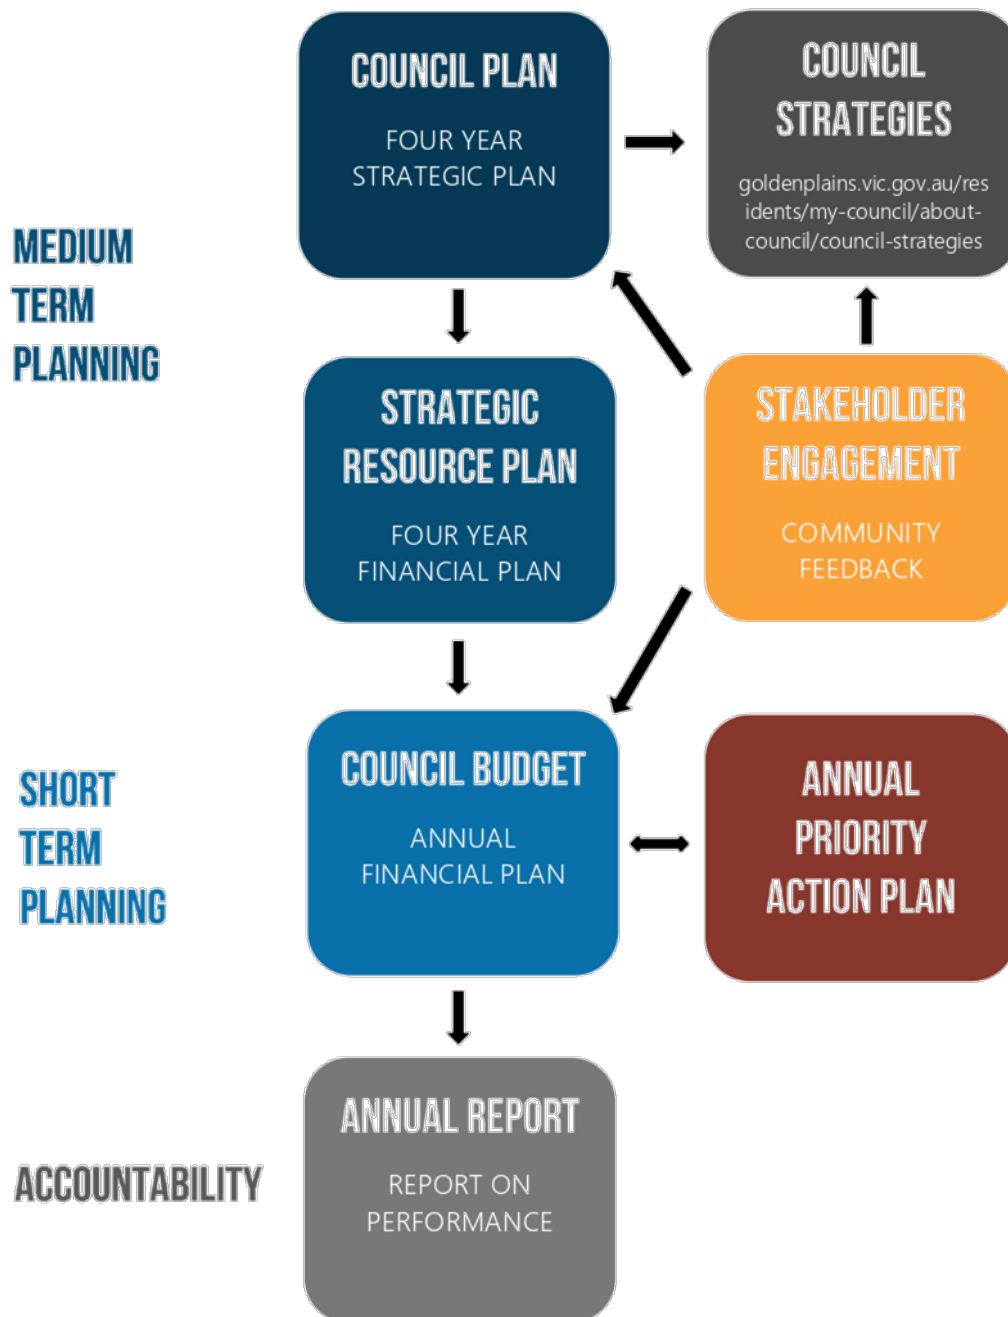 COUNCIL PLAN
FOUR YEAR
STRATEGIC PLAN
COUNCIL
STRATEGIES
goldenplains.vic.gov.au/res
idents/my-council/about-
council/council-strategies
MEDIUM
TERM
PLANNING
STRATEGIC
RESOURCE PLAN
FOUR YEAR
FINANCIAL PLAN
STAKEHOLDER
ENGAGEMENT
COMMUNITY
FEEDBACK
SHORT
TERM
PLANNING
COUNCIL BUDGET
ANNUAL
FINANCIAL PLAN
ANNUAL
PRIORITY
ACTION PLAN
ACCOUNTABILITY
ANNUAL REPORT
REPORT ON
PERFORMANCE